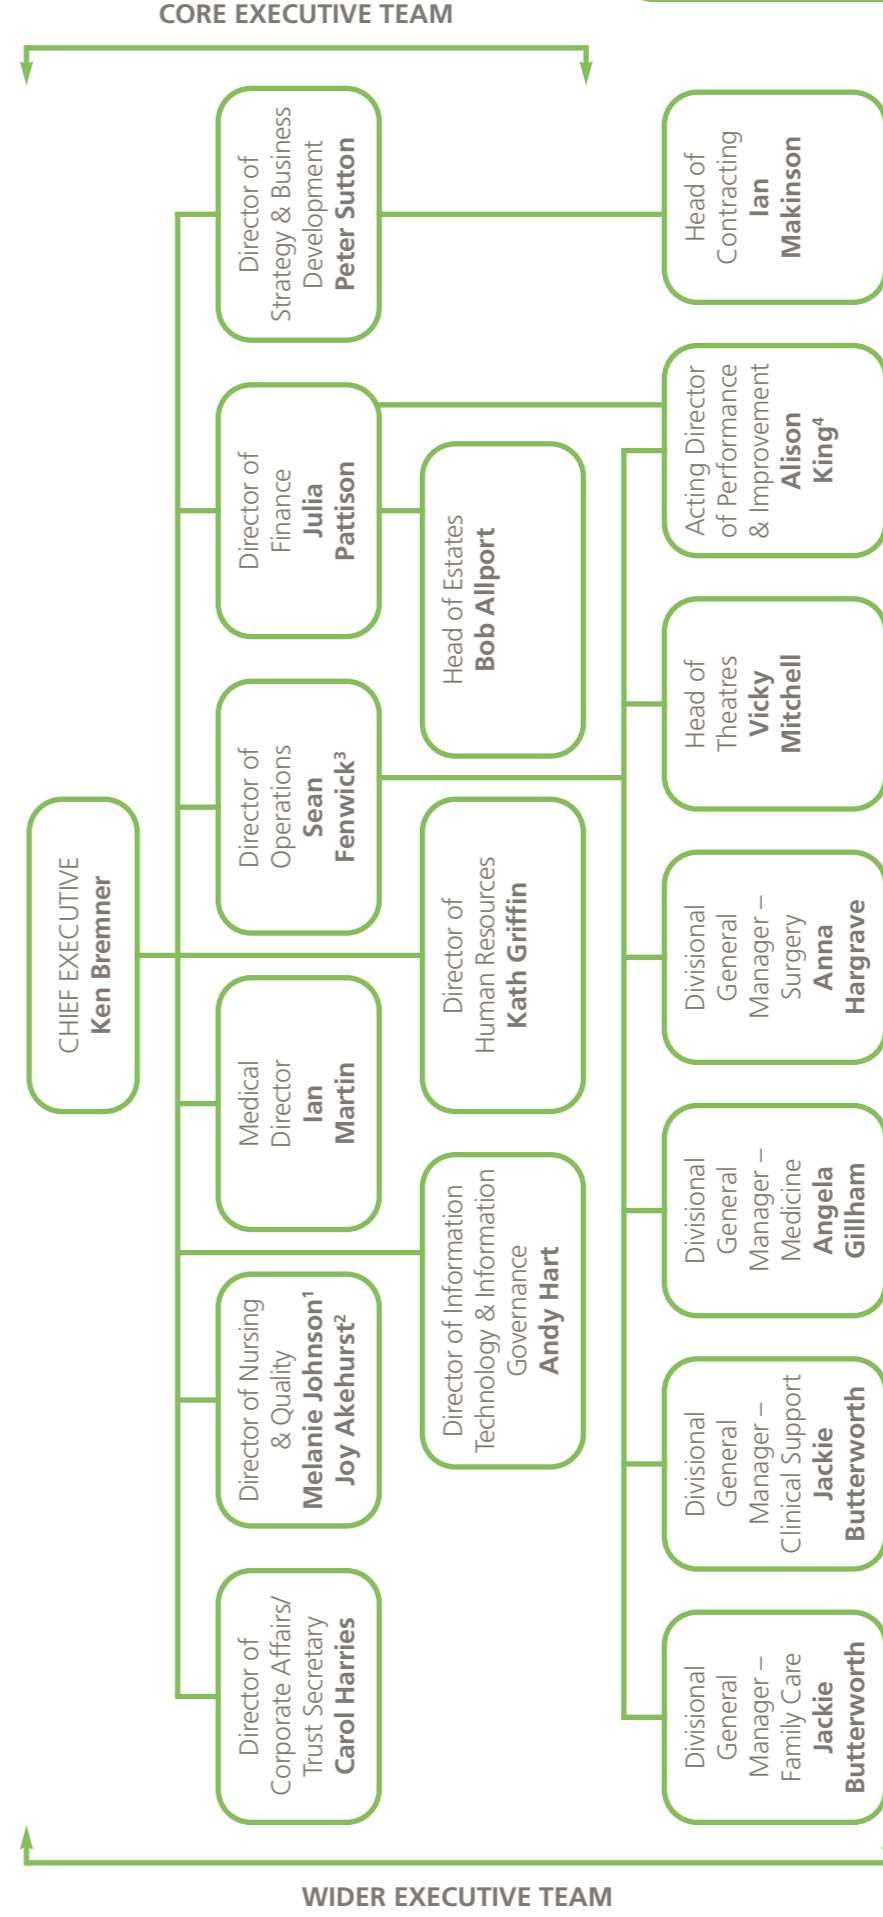 CORE EXECUTIVE TEAM
CHIEF EXECUTIVE
Ken Bremner
Director of
Corporate Affairs/
Trust Secretary
Carol Harries
Director of Nursing
& Quality
Melanie Johnson¹
Joy Akehurst²
Medical
Director
Ian
Martin
Director of
Operations
Sean
Fenwick³
Director of
Finance
Julia
Pattison
Director of
Strategy & Business
Development
Peter Sutton
Director of Information
Technology & Information
Governance
Andy Hart
Director of
Human Resources
Kath Griffin
Head of Estates
Bob Allport
Divisional
General
Manager –
Family Care
Jackie
Butterworth
Divisional
General
Manager –
Clinical Support
Jackie
Butterworth
Divisional
General
Manager –
Medicine
Angela
Gillham
Divisional
General
Manager –
Surgery
Anna
Hargrave
Head of
Theatres
Vicky
Mitchell
Acting Director
of Performance
& Improvement
Alison
King⁴
Head of
Contracting
Ian
Makinson
WIDER EXECUTIVE TEAM